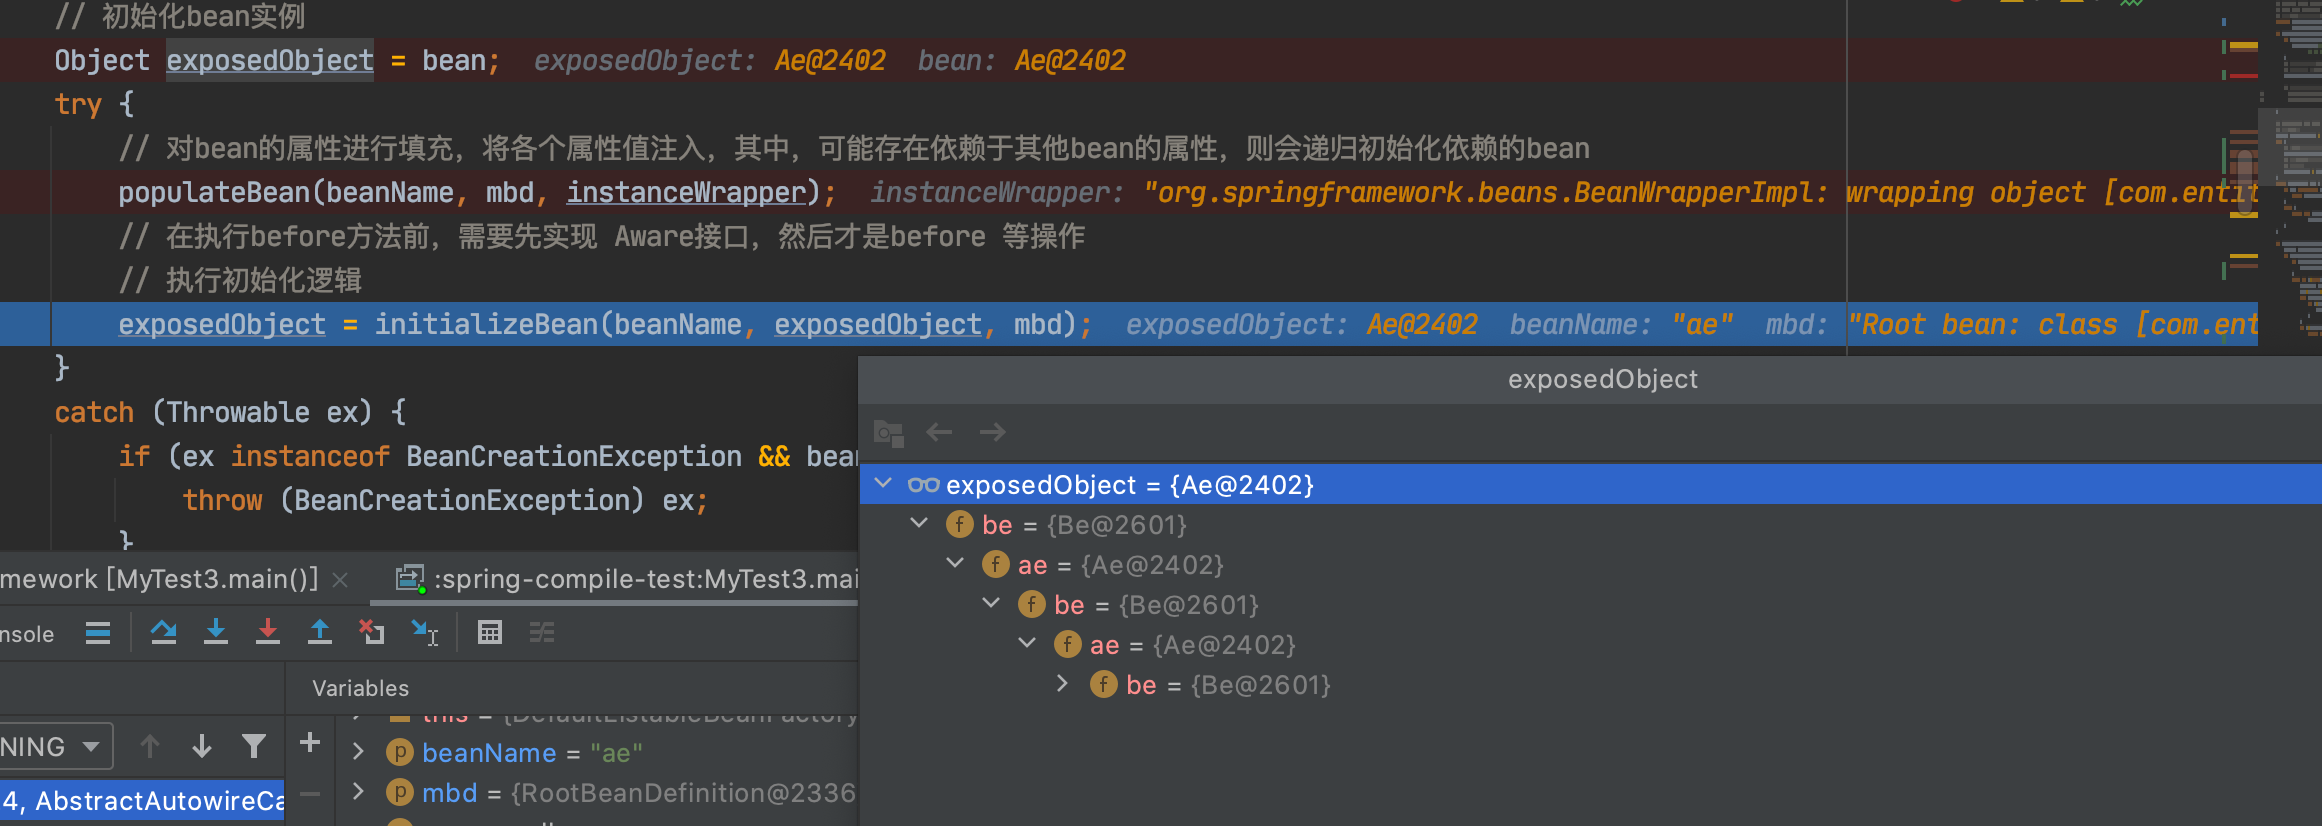 // 初始化bean实例
Object exposedObject = bean; exposedObject: Ae@2402 bean: Ae@2402
try {
// 对bean的属性进行填充，将各个属性值注入，其中，可能存在依赖于其他bean的属性，则会递归初始化依赖的bean
populateBean(beanName, mbd, instanceWrapper); instanceWrapper: "org.springframework.beans.BeanWrapperImpl: wrapping object [com.entit
// 在执行before方法前，需要先实现 Aware接口，然后才是before 等操作
// 执行初始化逻辑
exposedObject = initializeBean(beanName, exposedObject, mbd); exposedObject: Ae@2402 beanName: "ae" mbd: "Root bean: class [com.ent
}
catch (Throwable ex) {
if (ex instanceof BeanCreationException && bean
throw (BeanCreationException) ex;
}
exposedObject
exposedObject = {Ae@2402}
be = {Be@2601}
ae = {Ae@2402}
be = {Be@2601}
ae = {Ae@2402}
be = {Be@2601}
mework [MyTest3.main()] :spring-compile-test:MyTest3.mai
nsole
Variables
this = {DefaultListableBeanFactory
NING
beanName = "ae"
4, AbstractAutowireCa
mbd = {RootBeanDefinition@2336